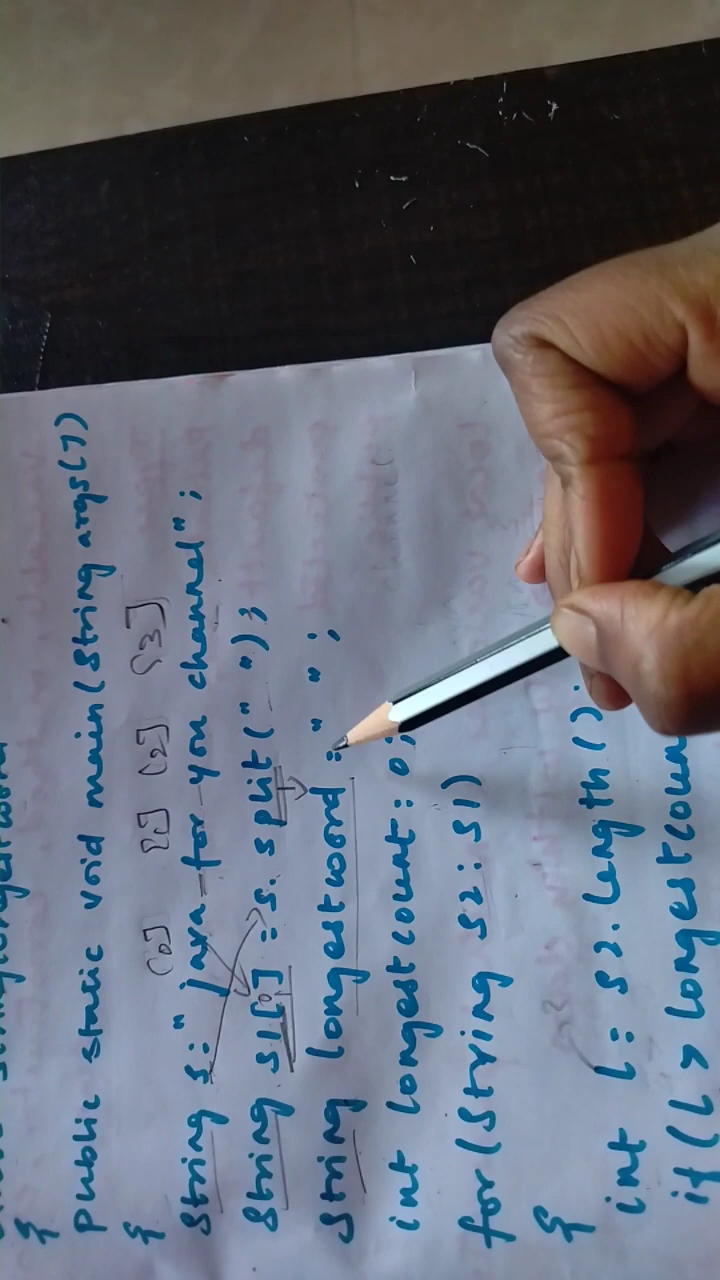 {
public static void main(String args[])
{
[0] [1] [2] [3]
String s="java for you channel";
String s1[]=s.split(" ");
String longestword=" ";
int longestcount=0;
for(String s2:s1)
{
int l=s2.length();
if(l>longestcoun